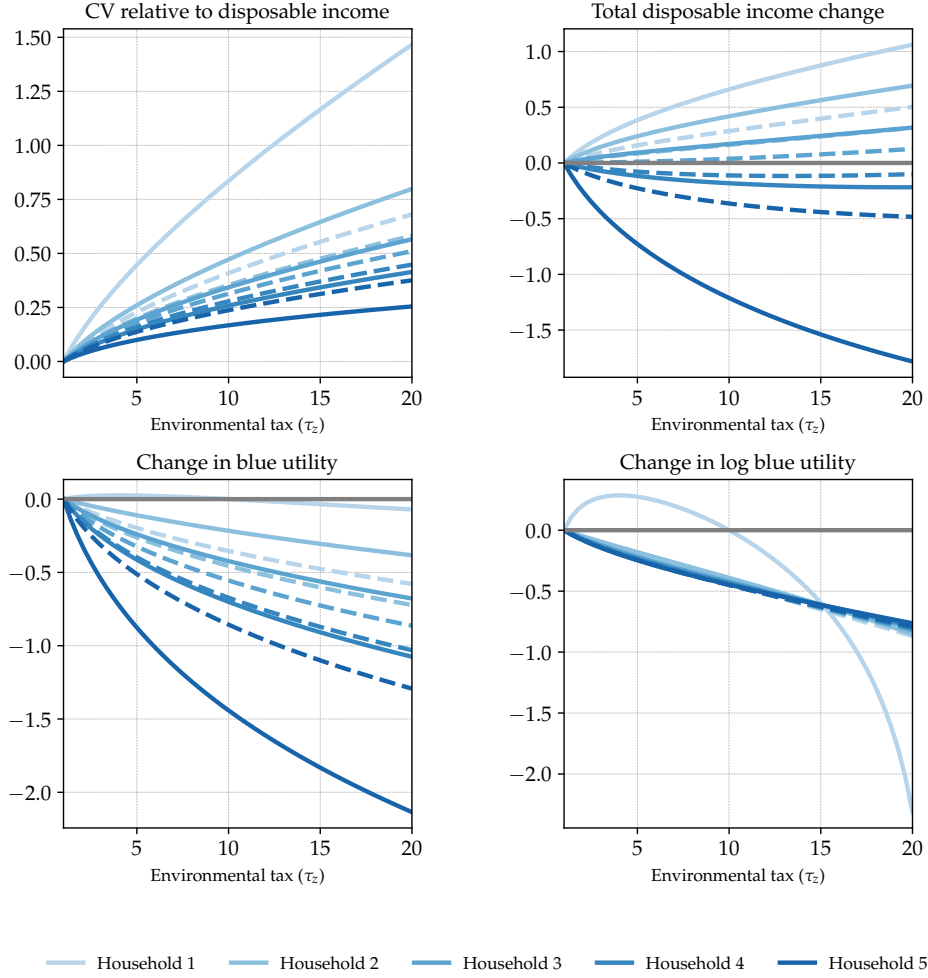 CV relative to disposable income
1.50
1.25
1.00
0.75
0.50
0.25
0.00
5 10 15 20
Environmental tax (τz)
Total disposable income change
1.0
0.5
0.0
−0.5
−1.0
−1.5
5 10 15 20
Environmental tax (τz)
Change in blue utility
0.0
−0.5
−1.0
−1.5
−2.0
5 10 15 20
Environmental tax (τz)
Change in log blue utility
0.0
−0.5
−1.0
−1.5
−2.0
5 10 15 20
Environmental tax (τz)
Household 1 Household 2 Household 3 Household 4 Household 5